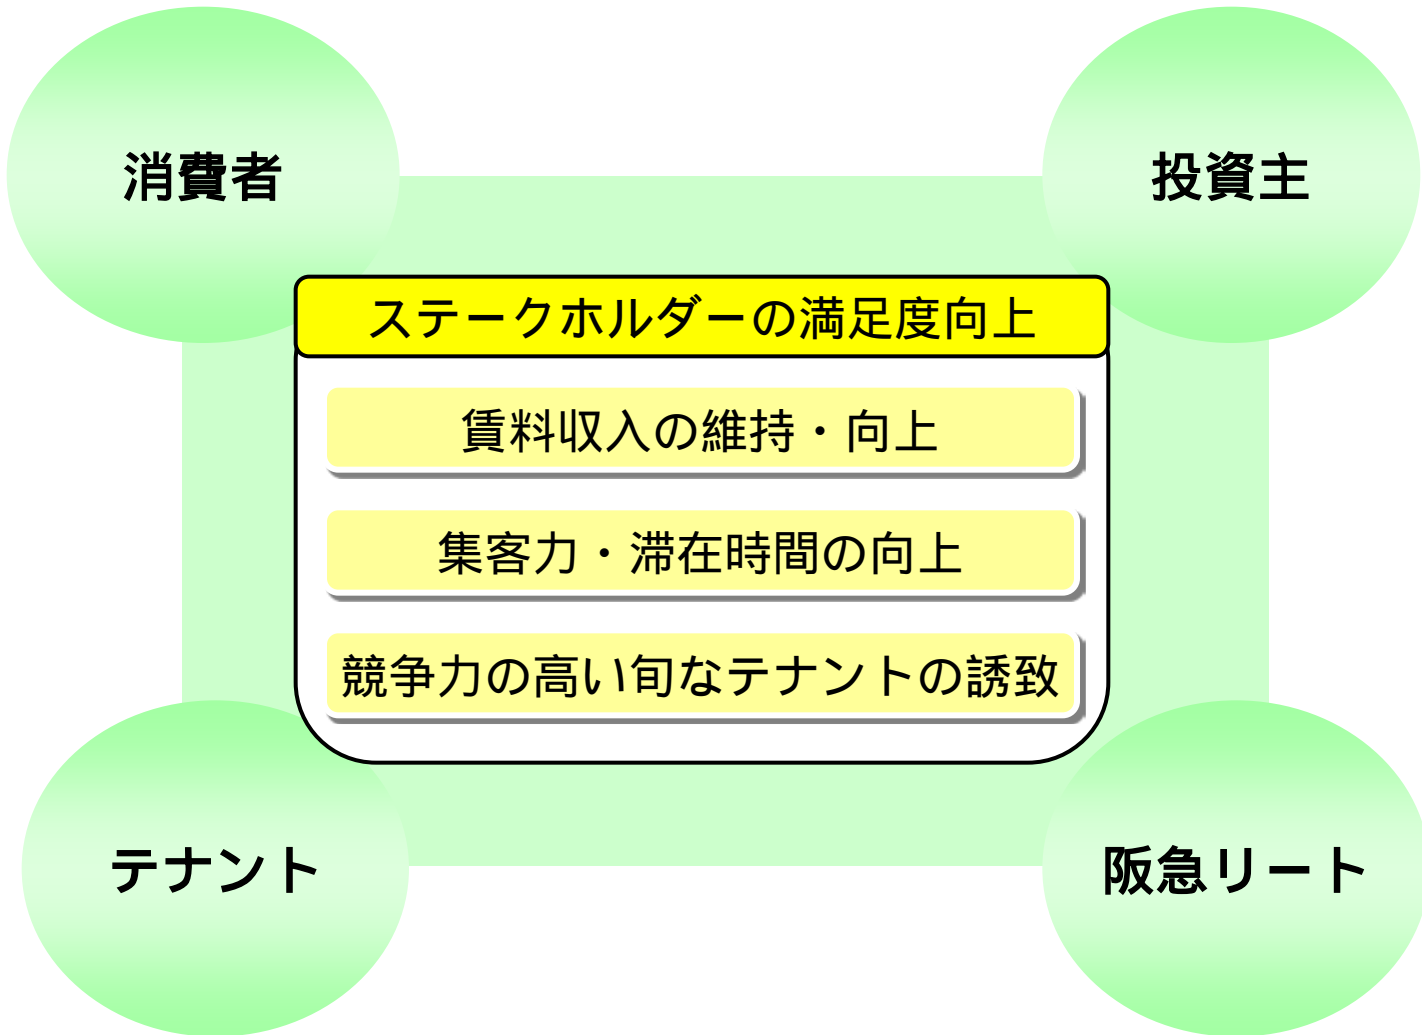 消費者
投資主
ステークホルダーの満足度向上
賃料収入の維持・向上
集客力・滞在時間の向上
競争力の高い旬なテナントの誘致
テナント
阪急リート